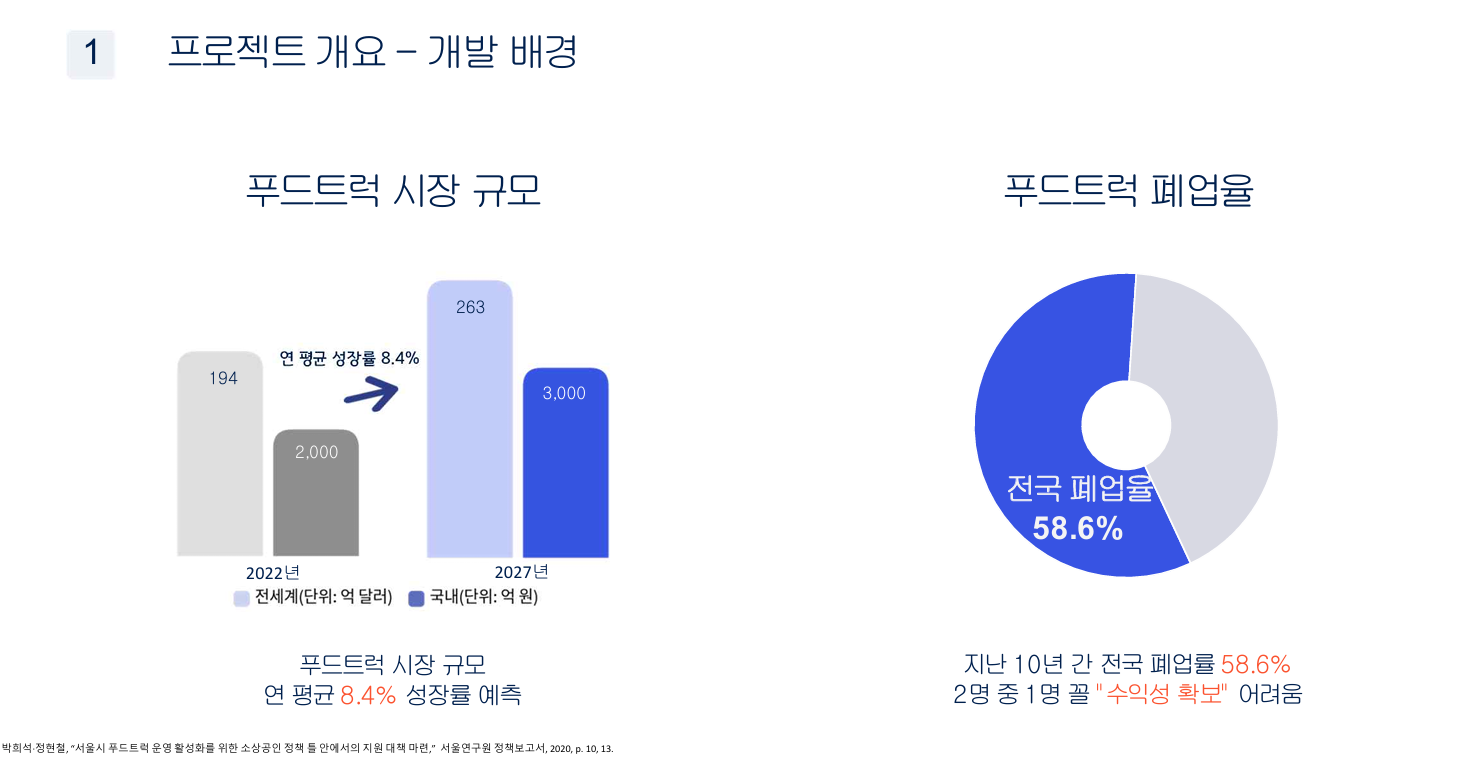 1 프로젝트 개요 – 개발 배경
푸드트럭 시장 규모
263
연 평균 성장률 8.4%
194
3,000
2,000
2022년
2027년
전세계(단위: 억 달러) 국내(단위: 억 원)
푸드트럭 시장 규모
연 평균 8.4% 성장률 예측
푸드트럭 폐업율
전국 폐업율
58.6%
지난 10년 간 전국 폐업률 58.6%
2명 중 1명 꼴 "수익성 확보" 어려움
박희석·정현철, “서울시 푸드트럭 운영 활성화를 위한 소상공인 정책 틀 안에서의 지원 대책 마련,” 서울연구원 정책보고서, 2020, p. 10, 13.